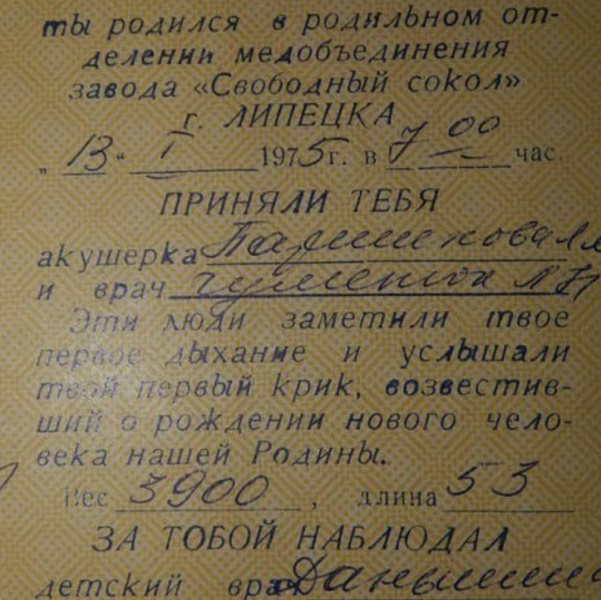 ты родился в родильном от-
делении медобъединения
завода «Свободный сокол»
г. ЛИПЕЦКА
„13“ I 1975 г. в 7 00 час.
ПРИНЯЛИ ТЕБЯ
акушерка
и врач
Эти люди заметили твое
первое дыхание и услышали
твой первый крик, возвестив-
ший о рождении нового чело-
века нашей Родины.
Вес 3900, длина 53
ЗА ТОБОЙ НАБЛЮДАЛ
детский врач